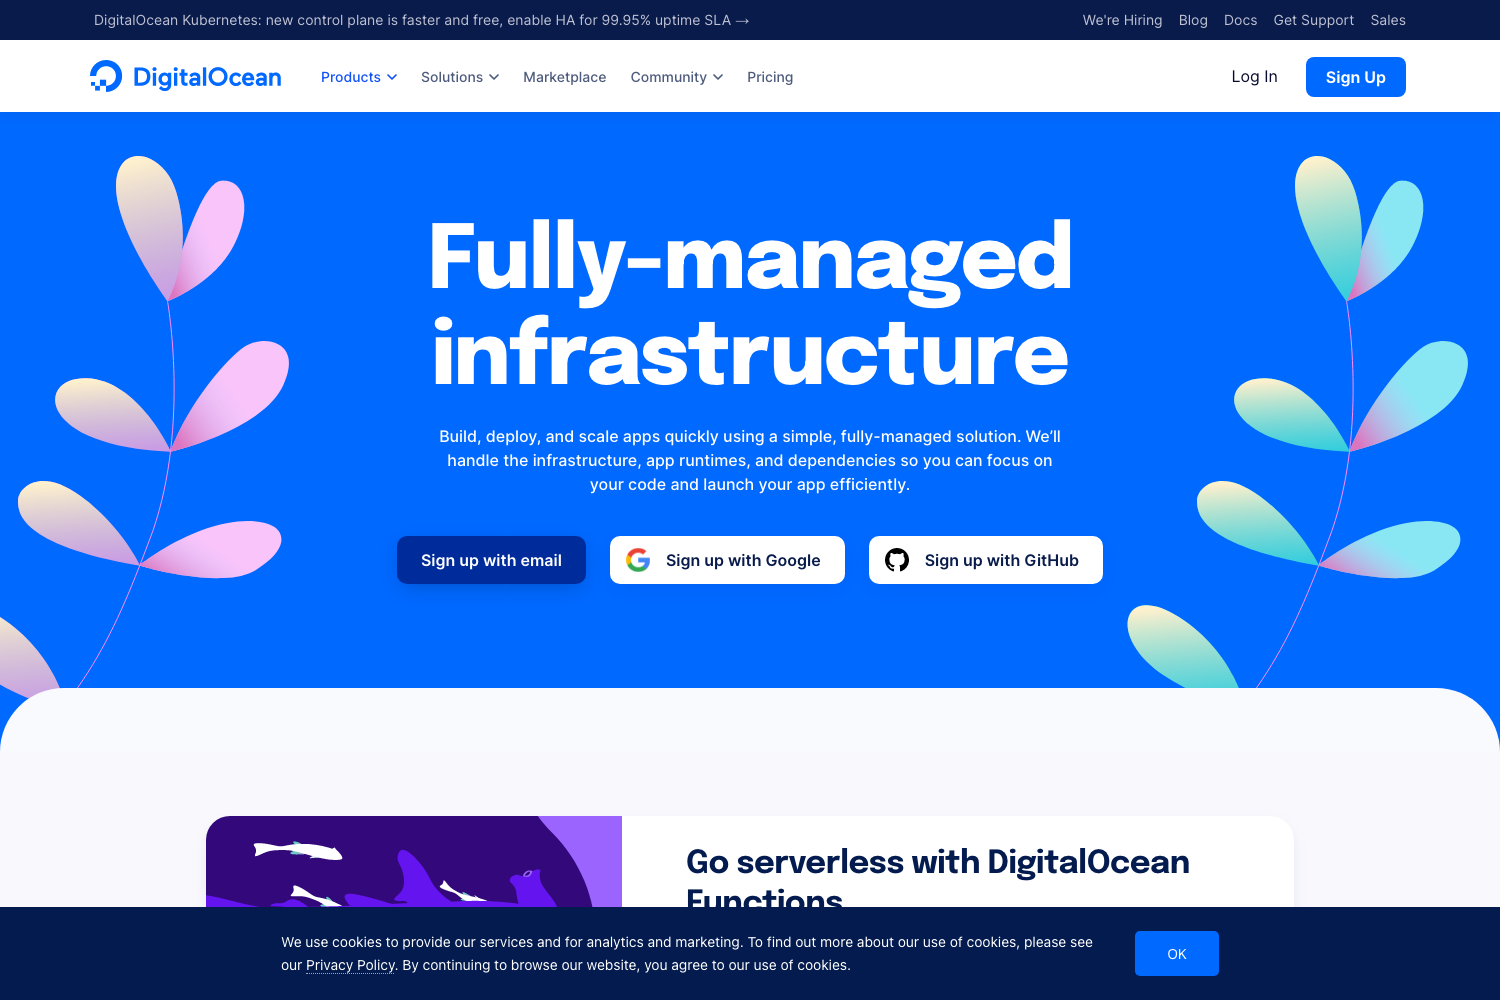 DigitalOcean Kubernetes: new control plane is faster and free, enable HA for 99.95% uptime SLA →
We're Hiring Blog Docs Get Support Sales
DigitalOcean Products Solutions Marketplace Community Pricing Log In Sign Up
Fully-managed
infrastructure
Build, deploy, and scale apps quickly using a simple, fully-managed solution. We’ll
handle the infrastructure, app runtimes, and dependencies so you can focus on
your code and launch your app efficiently.
Sign up with email Sign up with Google Sign up with GitHub
Go serverless with DigitalOcean
Functions
We use cookies to provide our services and for analytics and marketing. To find out more about our use of cookies, please see
our Privacy Policy. By continuing to browse our website, you agree to our use of cookies.
OK